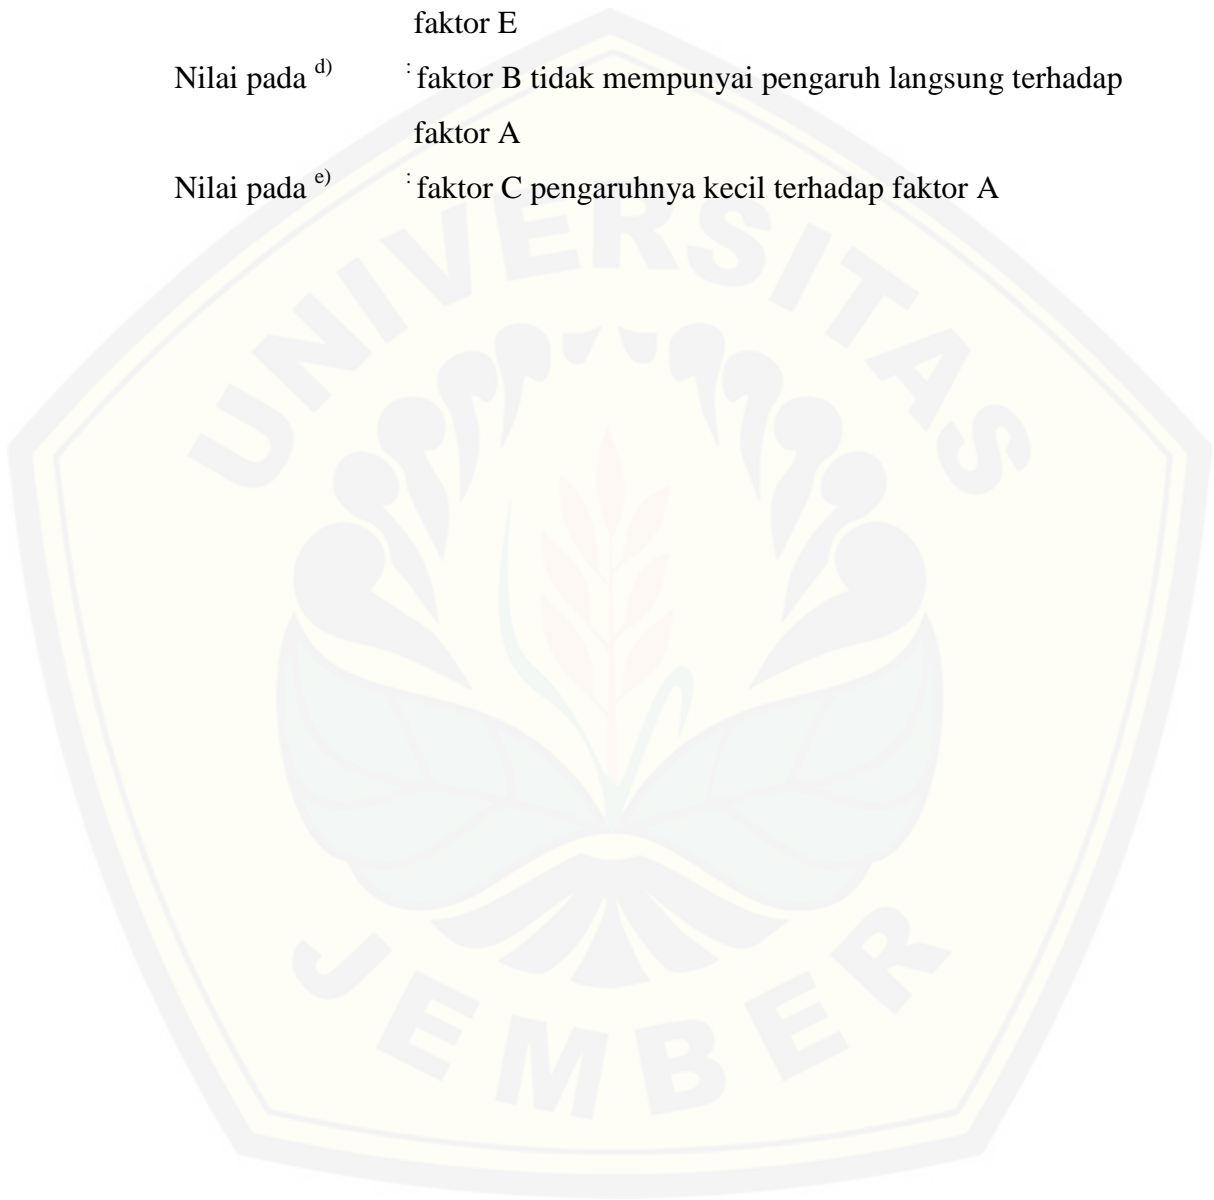 faktor E
Nilai pada d) : faktor B tidak mempunyai pengaruh langsung terhadap
faktor A
Nilai pada e) : faktor C pengaruhnya kecil terhadap faktor A
UNIVERSITAS
JEMBER